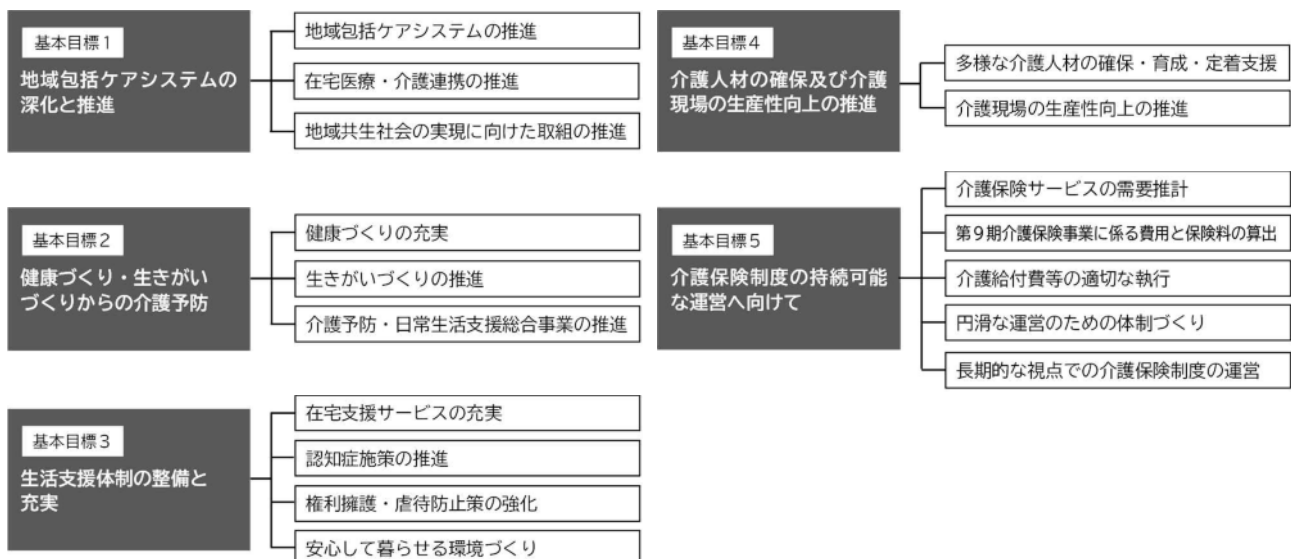 基本目標1
地域包括ケアシステムの
深化と推進
地域包括ケアシステムの推進
在宅医療・介護連携の推進
地域共生社会の実現に向けた取組の推進
基本目標2
健康づくり・生きがい
づくりからの介護予防
健康づくりの充実
生きがいづくりの推進
介護予防・日常生活支援総合事業の推進
基本目標3
生活支援体制の整備と
充実
在宅支援サービスの充実
認知症施策の推進
権利擁護・虐待防止策の強化
安心して暮らせる環境づくり
基本目標4
介護人材の確保及び介護
現場の生産性向上の推進
多様な介護人材の確保・育成・定着支援
介護現場の生産性向上の推進
基本目標5
介護保険制度の持続可能
な運営へ向けて
介護保険サービスの需要推計
第9期介護保険事業に係る費用と保険料の算出
介護給付費等の適切な執行
円滑な運営のための体制づくり
長期的な視点での介護保険制度の運営